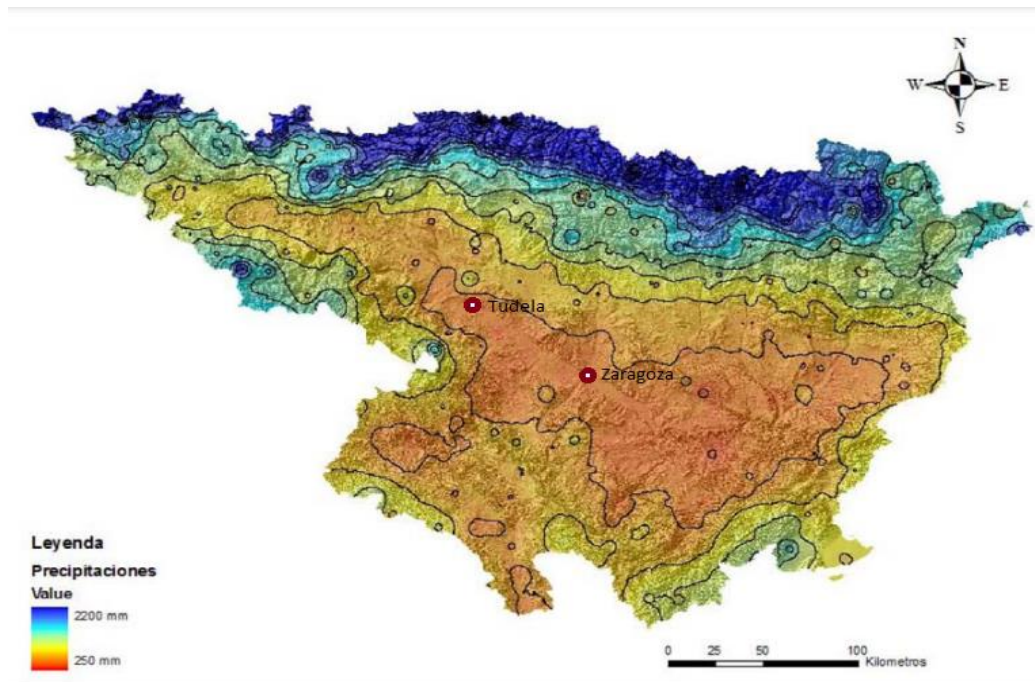 N
W E
S
Tudela
Zaragoza
Leyenda
Precipitaciones
Value
2200 mm
250 mm
0 25 50 100
Kilometros